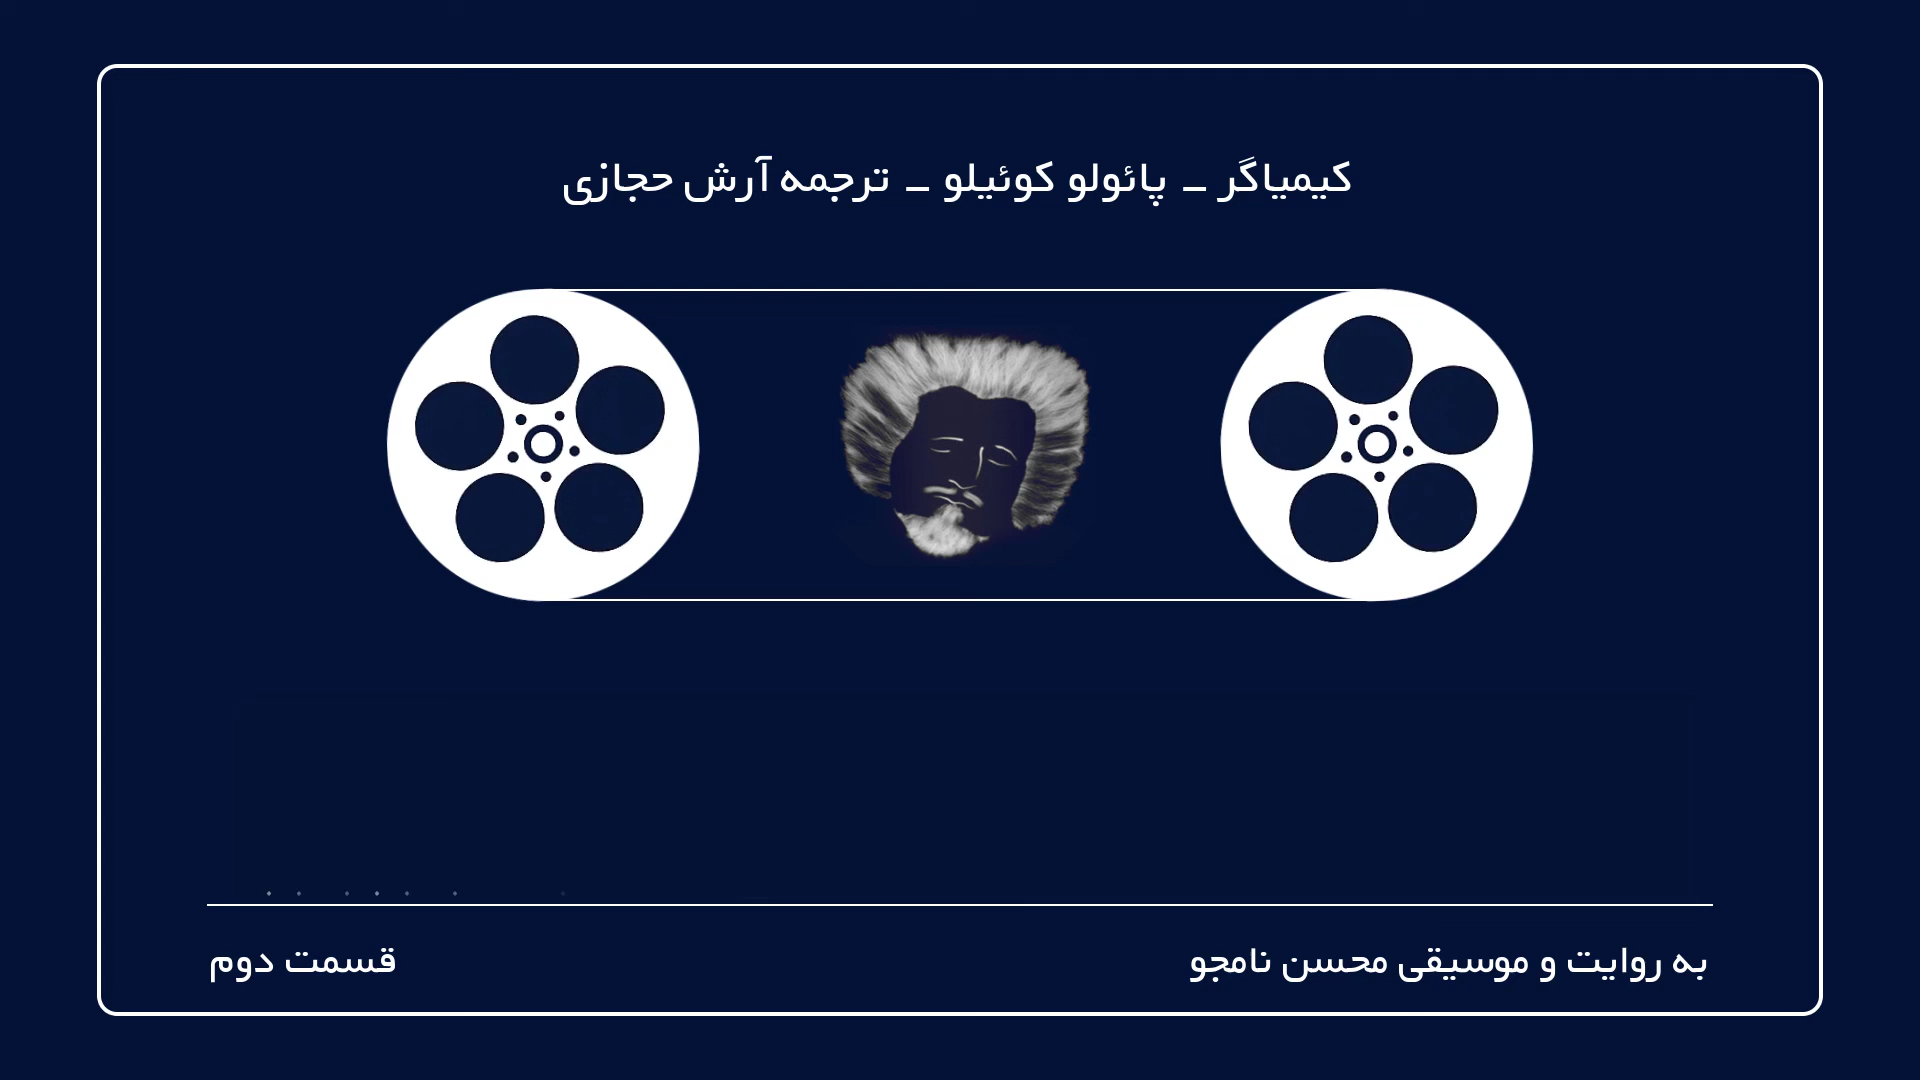 کیمیاگر _ پائولو کوئیلو _ ترجمه آرش حجازی
به روایت و موسیقی محسن نامجو
قسمت دوم